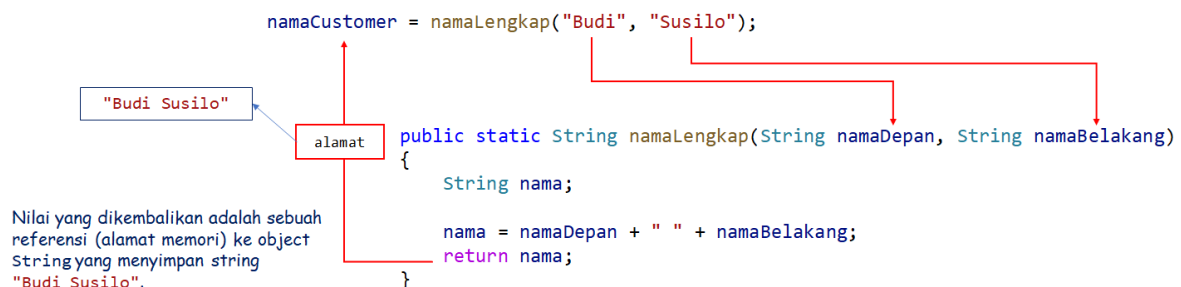 namaCustomer = namaLengkap("Budi", "Susilo");
"Budi Susilo"
alamat
public static String namaLengkap(String namaDepan, String namaBelakang)
{
String nama;
nama = namaDepan + " " + namaBelakang;
return nama;
}
Nilai yang dikembalikan adalah sebuah
referensi (alamat memori) ke object
String yang menyimpan string
"Budi Susilo".